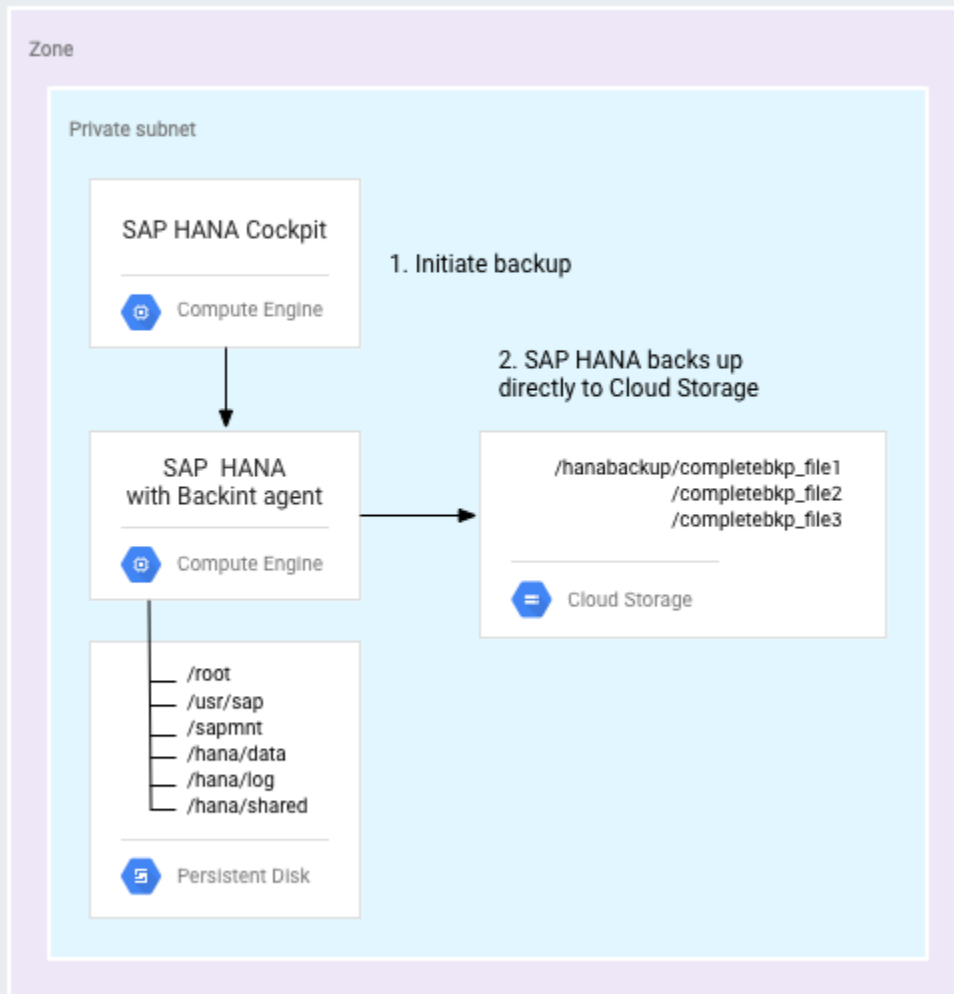 Zone
Private subnet
SAP HANA Cockpit
Compute Engine
1. Initiate backup
2. SAP HANA backs up
directly to Cloud Storage
SAP HANA
with Backint agent
Compute Engine
/hanabackup/completebkp_file1
/completebkp_file2
/completebkp_file3
Cloud Storage
/root
/usr/sap
/sapmnt
/hana/data
/hana/log
/hana/shared
Persistent Disk